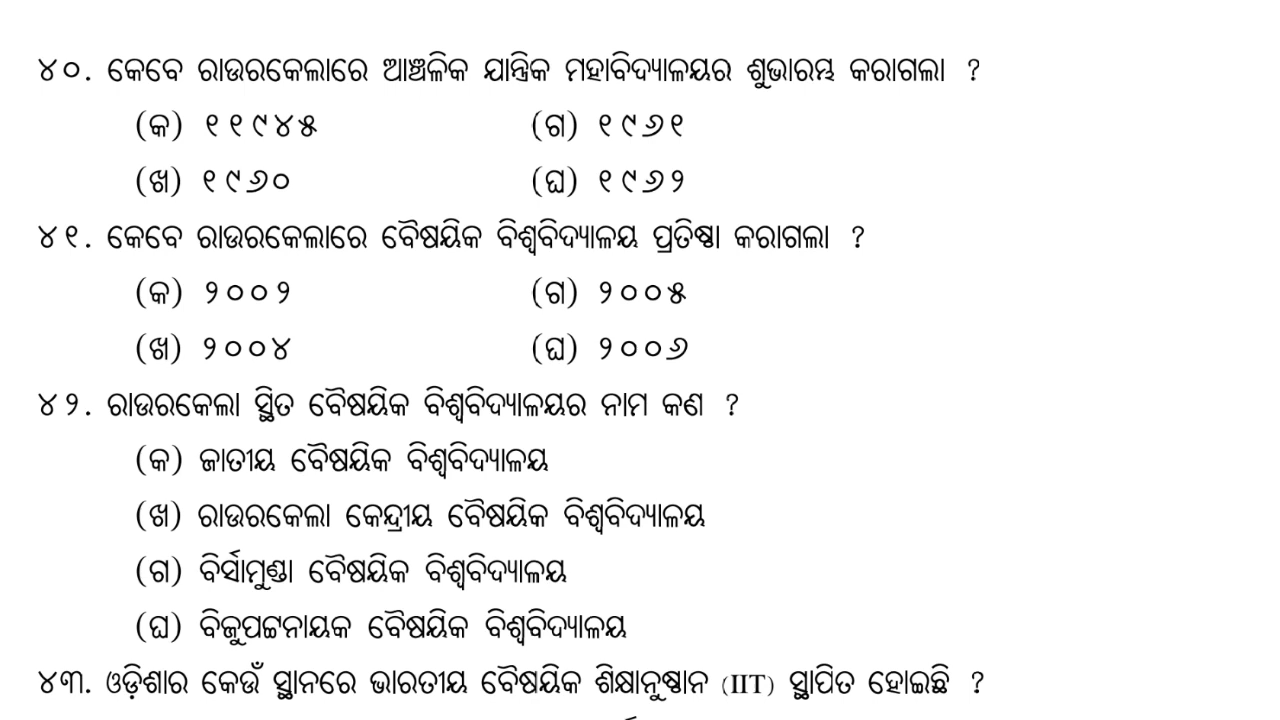 ୪୦. କେବେ ରାଉରକେଲାରେ ଆଞ୍ଚଳିକ ଯାନ୍ତ୍ରିକ ମହାବିଦ୍ୟାଳୟର ଶୁଭାରମ୍ଭ କରାଗଲା ?
(କ) ୧୧୯୪୫ (ଗ) ୧୯୬୧
(ଖ) ୧୯୬୦ (ଘ) ୧୯୬୨
୪୧. କେବେ ରାଉରକେଲାରେ ବୈଷୟିକ ବିଶ୍ୱବିଦ୍ୟାଳୟ ପ୍ରତିଷ୍ଠା କରାଗଲା ?
(କ) ୨୦୦୨ (ଗ) ୨୦୦୫
(ଖ) ୨୦୦୪ (ଘ) ୨୦୦୬
୪୨. ରାଉରକେଲା ସ୍ଥିତ ବୈଷୟିକ ବିଶ୍ୱବିଦ୍ୟାଳୟର ନାମ କଣ ?
(କ) ଜାତୀୟ ବୈଷୟିକ ବିଶ୍ୱବିଦ୍ୟାଳୟ
(ଖ) ରାଉରକେଲା କେନ୍ଦ୍ରୀୟ ବୈଷୟିକ ବିଶ୍ୱବିଦ୍ୟାଳୟ
(ଗ) ବିର୍ସାମୁଣ୍ଡା ବୈଷୟିକ ବିଶ୍ୱବିଦ୍ୟାଳୟ
(ଘ) ବିଜୁପଟ୍ଟନାୟକ ବୈଷୟିକ ବିଶ୍ୱବିଦ୍ୟାଳୟ
୪୩. ଓଡ଼ିଶାର କେଉଁ ସ୍ଥାନରେ ଭାରତୀୟ ବୈଷୟିକ ଶିକ୍ଷାନୁଷ୍ଠାନ (IIT) ସ୍ଥାପିତ ହୋଇଛି ?